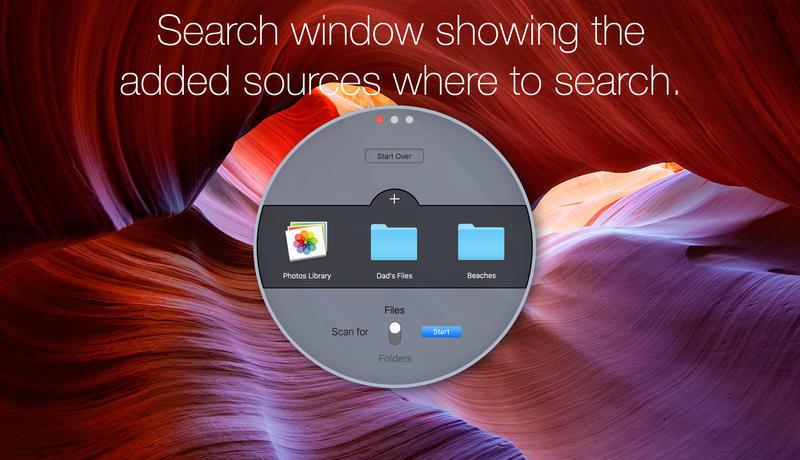 Search window showing the
added sources where to search.
Start Over
+
Photos Library Dad's Files Beaches
Files
Scan for Start
Folders